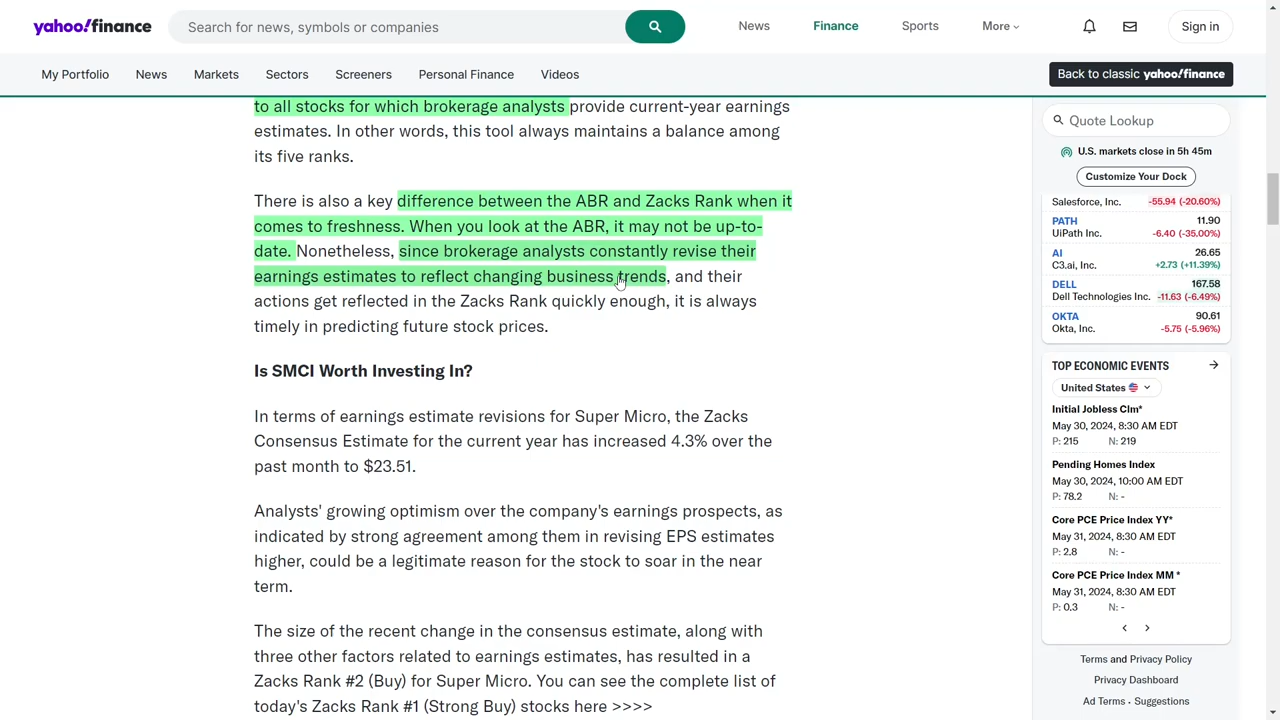 yahoo!finance
Search for news, symbols or companies
News
Finance
Sports
More
Sign in
My Portfolio
News
Markets
Sectors
Screeners
Personal Finance
Videos
Back to classic yahoo!finance
to all stocks for which brokerage analysts provide current-year earnings
estimates. In other words, this tool always maintains a balance among
its five ranks.
There is also a key difference between the ABR and Zacks Rank when it
comes to freshness. When you look at the ABR, it may not be up-to-
date. Nonetheless, since brokerage analysts constantly revise their
earnings estimates to reflect changing business trends, and their
actions get reflected in the Zacks Rank quickly enough, it is always
timely in predicting future stock prices.
Is SMCI Worth Investing In?
In terms of earnings estimate revisions for Super Micro, the Zacks
Consensus Estimate for the current year has increased 4.3% over the
past month to $23.51.
Analysts' growing optimism over the company's earnings prospects, as
indicated by strong agreement among them in revising EPS estimates
higher, could be a legitimate reason for the stock to soar in the near
term.
The size of the recent change in the consensus estimate, along with
three other factors related to earnings estimates, has resulted in a
Zacks Rank #2 (Buy) for Super Micro. You can see the complete list of
today's Zacks Rank #1 (Strong Buy) stocks here >>>>
Quote Lookup
U.S. markets close in 5h 45m
Customize Your Dock
Salesforce, Inc. -55.94 (-20.60%)
PATH 11.90
UiPath Inc. -6.40 (-35.00%)
AI 26.65
C3.ai, Inc. +2.73 (+11.39%)
DELL 167.58
Dell Technologies Inc. -11.63 (-6.49%)
OKTA 90.61
Okta, Inc. -5.75 (-5.96%)
TOP ECONOMIC EVENTS
United States
Initial Jobless Clm*
May 30, 2024, 8:30 AM EDT
P: 215 N: 219
Pending Homes Index
May 30, 2024, 10:00 AM EDT
P: 78.2 N: -
Core PCE Price Index YY*
May 31, 2024, 8:30 AM EDT
P: 2.8 N: -
Core PCE Price Index MM *
May 31, 2024, 8:30 AM EDT
P: 0.3 N: -
Terms and Privacy Policy
Privacy Dashboard
Ad Terms • Suggestions